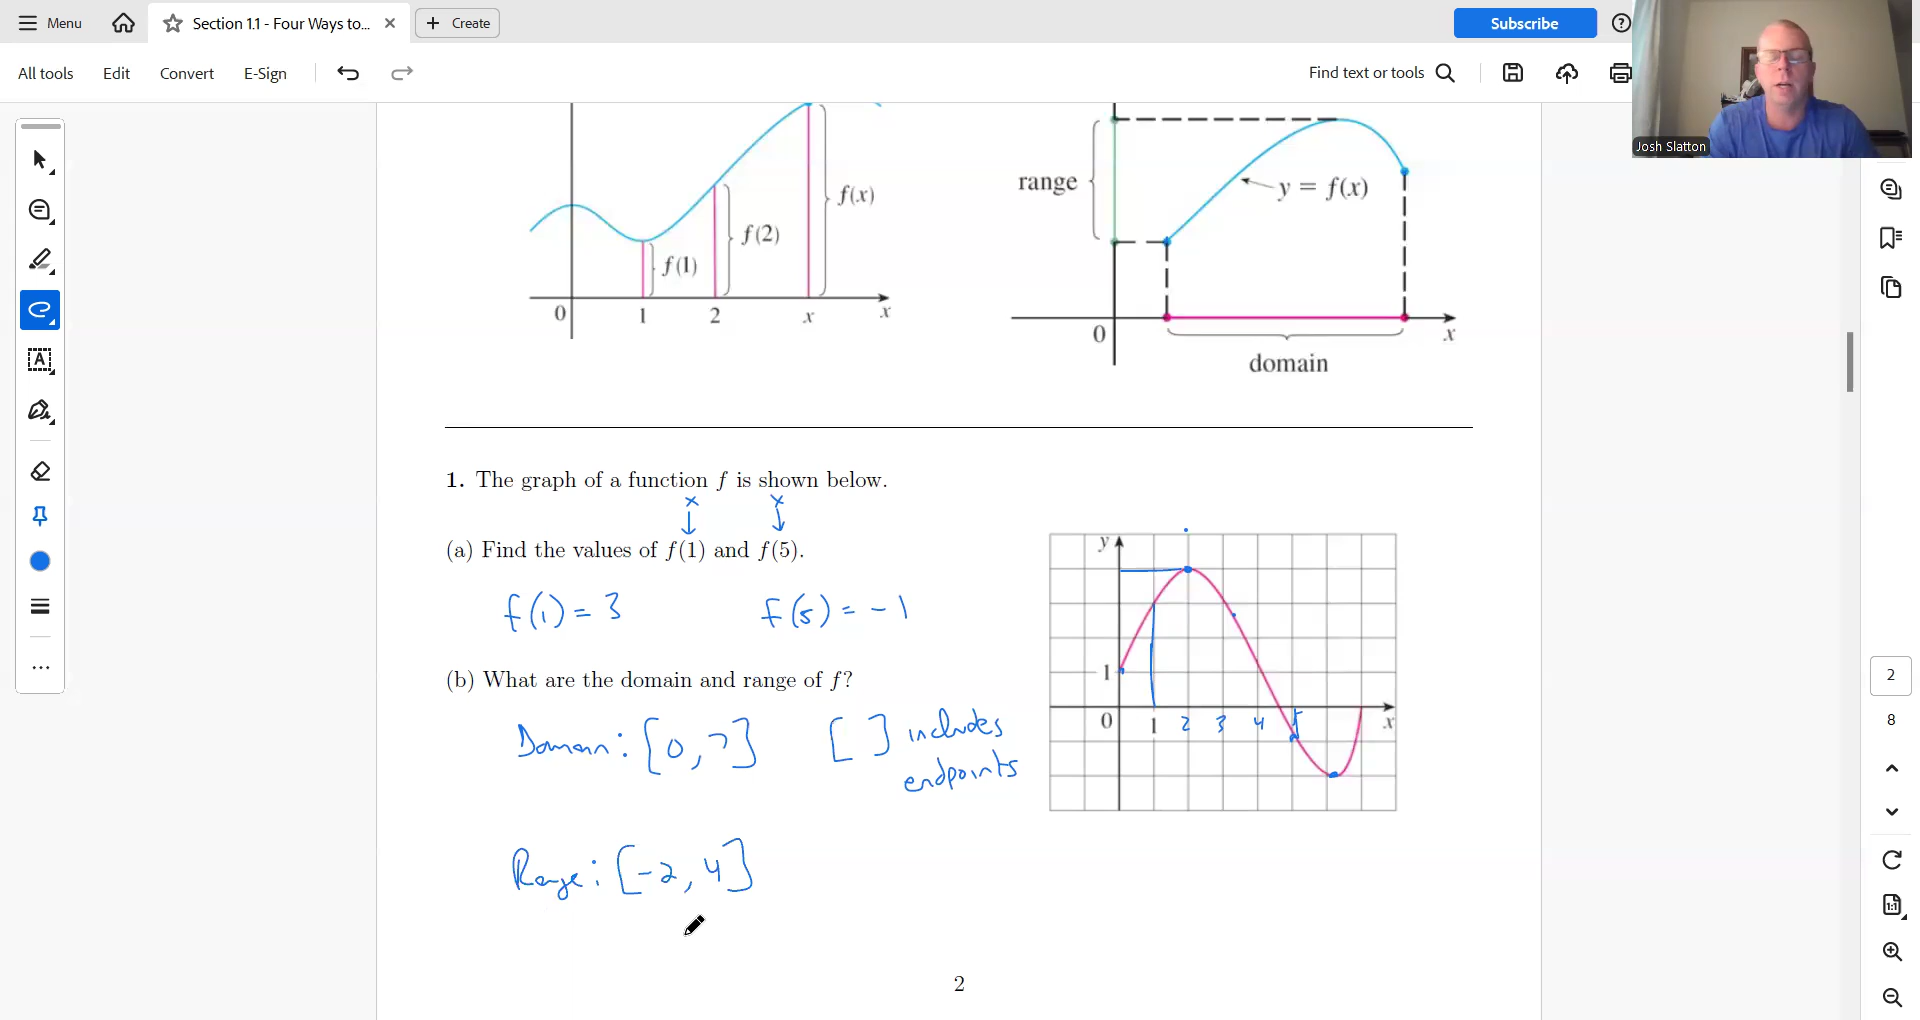 Menu
Section 1.1 - Four Ways to...
Create
Subscribe
All tools
Edit
Convert
E-Sign
Find text or tools
Josh Slatton
f(1)
f(2)
f(x)
0
1
2
x
x
range
y = f(x)
0
x
domain
1. The graph of a function f is shown below.
x x
(a) Find the values of f(1) and f(5).
f(1) = 3 f(5) = -1
(b) What are the domain and range of f?
Domain: [0, 7] [ ] includes
endpoints
Range: [-2, 4]
y
1
0 1 2 3 4 5 x
2
2
8